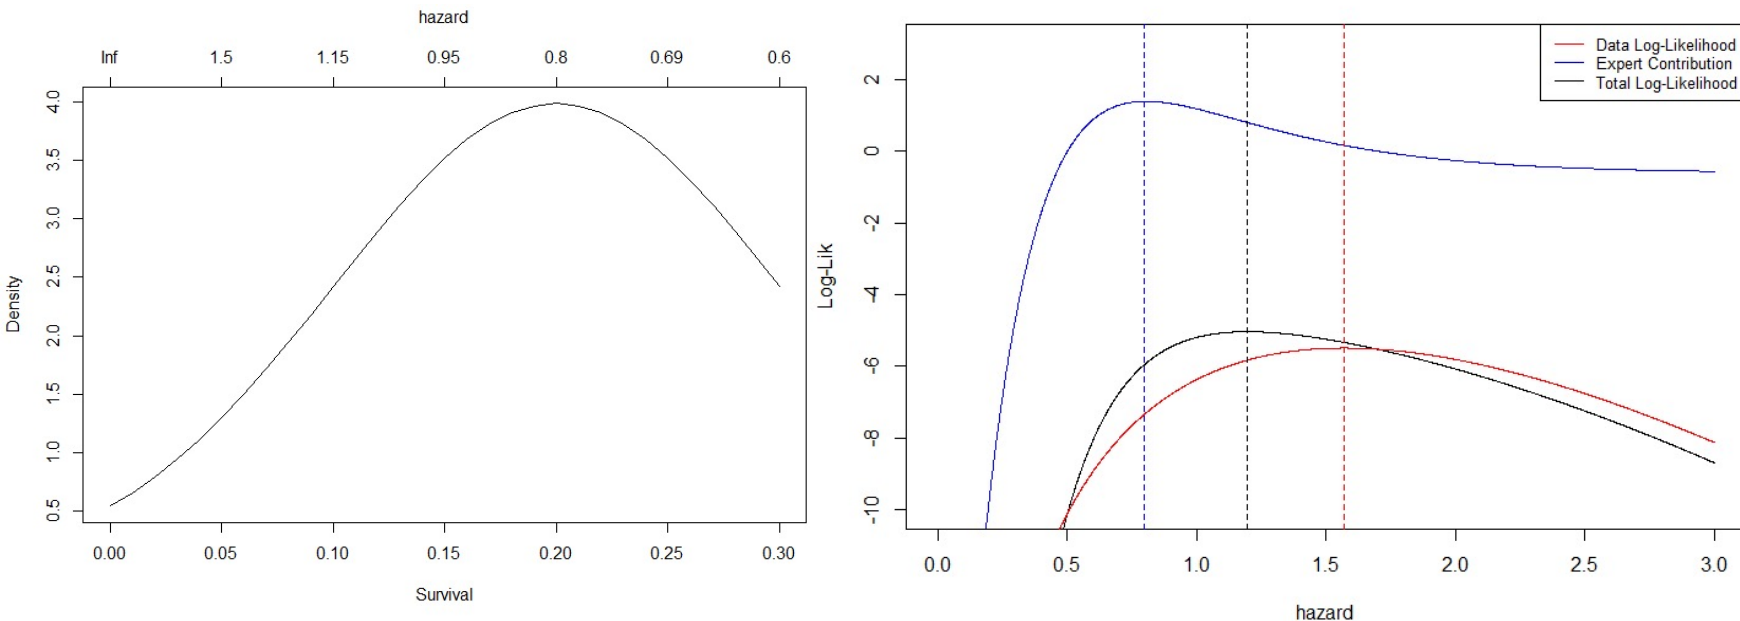 hazard
Inf 1.5 1.15 0.95 0.8 0.69 0.6
4.0
3.5
3.0
2.5
2.0
1.5
1.0
0.5
Density
0.00 0.05 0.10 0.15 0.20 0.25 0.30
Survival
Data Log-Likelihood
Expert Contribution
Total Log-Likelihood
2
0
-2
-4
-6
-8
-10
Log-Lik
0.0 0.5 1.0 1.5 2.0 2.5 3.0
hazard